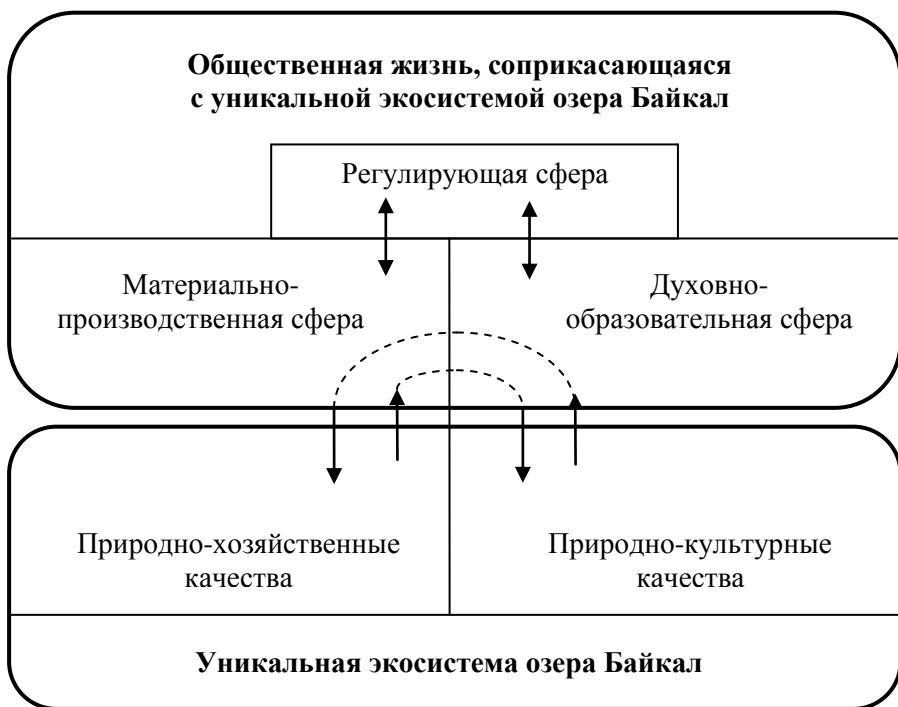 Общественная жизнь, соприкасающаяся
с уникальной экосистемой озера Байкал
Регулирующая сфера
Материально-
производственная сфера
Духовно-
образовательная сфера
Природно-хозяйственные
качества
Природно-культурные
качества
Уникальная экосистема озера Байкал